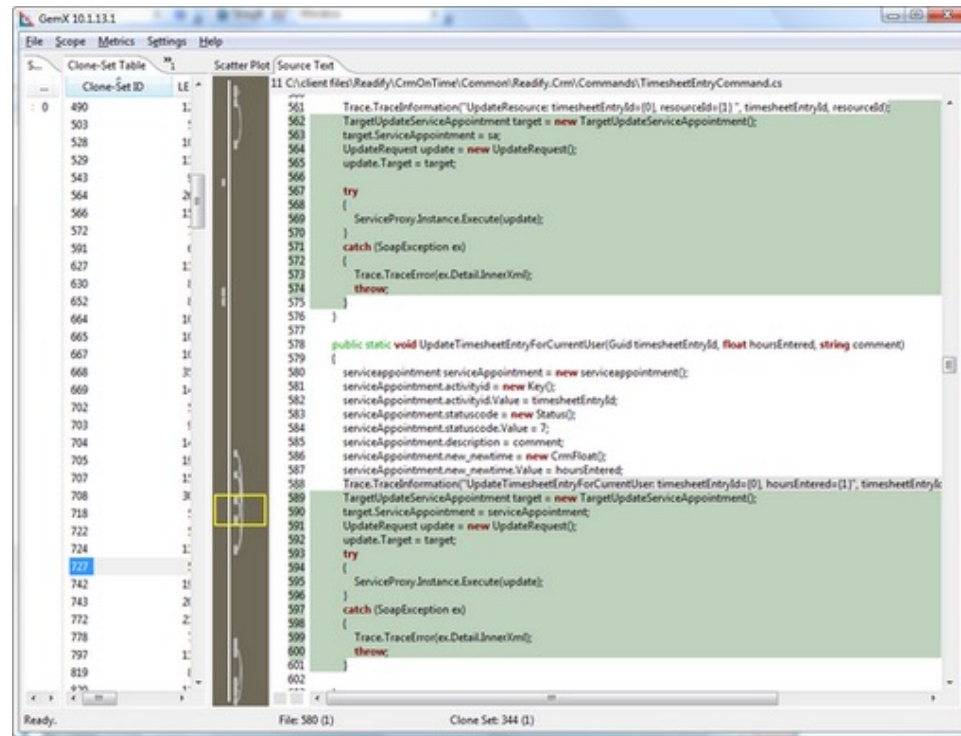 GemX 10.1.13.1
File Scope Metrics Settings Help
S... Clone-Set Table »1 Scatter Plot Source Text
... Clone-Set ID LE 11 C:\client files\Readify\CrmOnTime\Common\Readify.Crm\Commands\TimesheetEntryCommand.cs
0 490
503
528
529
543
564
566
572
591
627
630
652
664
665
667
668
669
702
703
704
705
707
708
718
722
724
727
742
743
772
778
797
819
561 Trace.TraceInformation("UpdateResource: timesheetEntryId={0}, resourceId={1} ", timesheetEntryId, resourceId);
562 TargetUpdateServiceAppointment target = new TargetUpdateServiceAppointment();
563 target.ServiceAppointment = sa;
564 UpdateRequest update = new UpdateRequest();
565 update.Target = target;
566
567 try
568 {
569 ServiceProxy.Instance.Execute(update);
570 }
571 catch (SoapException ex)
572 {
573 Trace.TraceError(ex.Detail.InnerXml);
574 throw;
575 }
576 }
577
578 public static void UpdateTimesheetEntryForCurrentUser(Guid timesheetEntryId, float hoursEntered, string comment)
579 {
580 serviceappointment serviceAppointment = new serviceappointment();
581 serviceAppointment.activityid = new Key();
582 serviceAppointment.activityid.Value = timesheetEntryId;
583 serviceAppointment.statuscode = new Status();
584 serviceAppointment.statuscode.Value = 7;
585 serviceAppointment.description = comment;
586 serviceAppointment.new_newtime = new CrmFloat();
587 serviceAppointment.new_newtime.Value = hoursEntered;
588 Trace.TraceInformation("UpdateTimesheetEntryForCurrentUser: timesheetEntryId={0}, hoursEntered={1}", timesheetEntryId
589 TargetUpdateServiceAppointment target = new TargetUpdateServiceAppointment();
590 target.ServiceAppointment = serviceAppointment;
591 UpdateRequest update = new UpdateRequest();
592 update.Target = target;
593 try
594 {
595 ServiceProxy.Instance.Execute(update);
596 }
597 catch (SoapException ex)
598 {
599 Trace.TraceError(ex.Detail.InnerXml);
600 throw;
601 }
602
Ready. File: 580 (1) Clone Set: 344 (1)